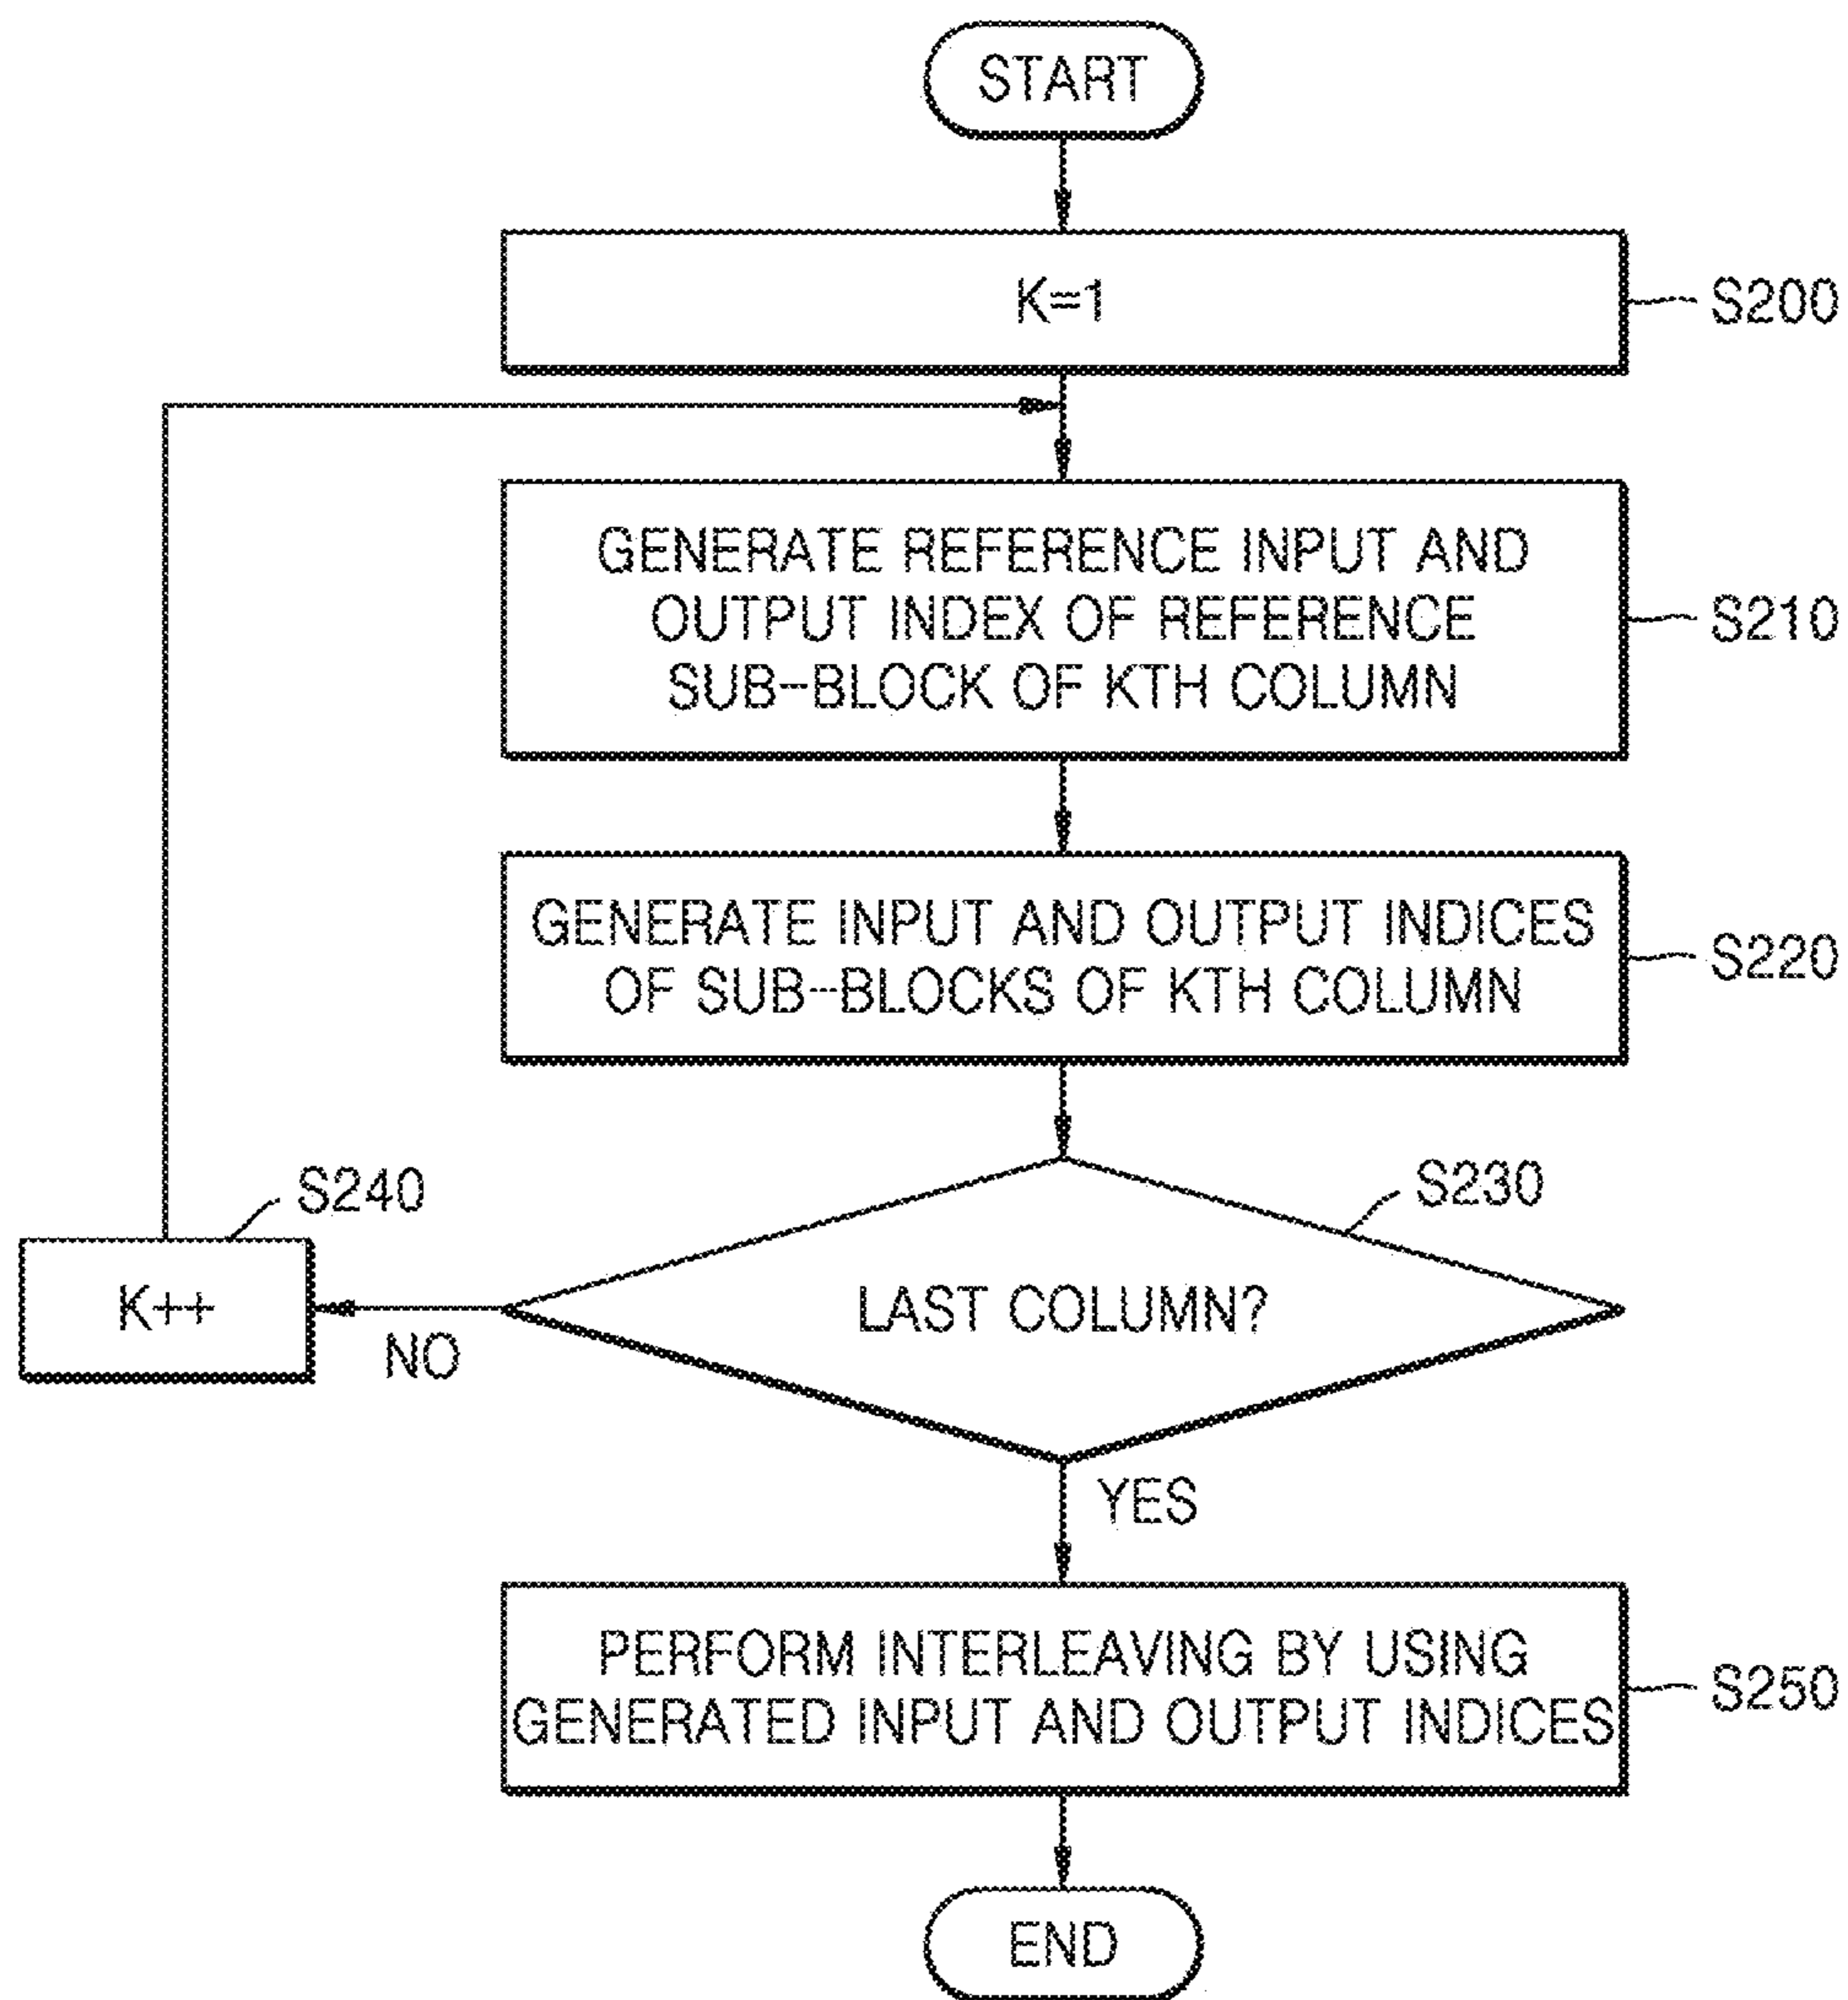 START
K=1
S200
GENERATE REFERENCE INPUT AND
OUTPUT INDEX OF REFERENCE
SUB-BLOCK OF KTH COLUMN
S210
GENERATE INPUT AND OUTPUT INDICES
OF SUB-BLOCKS OF KTH COLUMN
S220
S240
S230
K++
NO
LAST COLUMN?
YES
PERFORM INTERLEAVING BY USING
GENERATED INPUT AND OUTPUT INDICES
S250
END